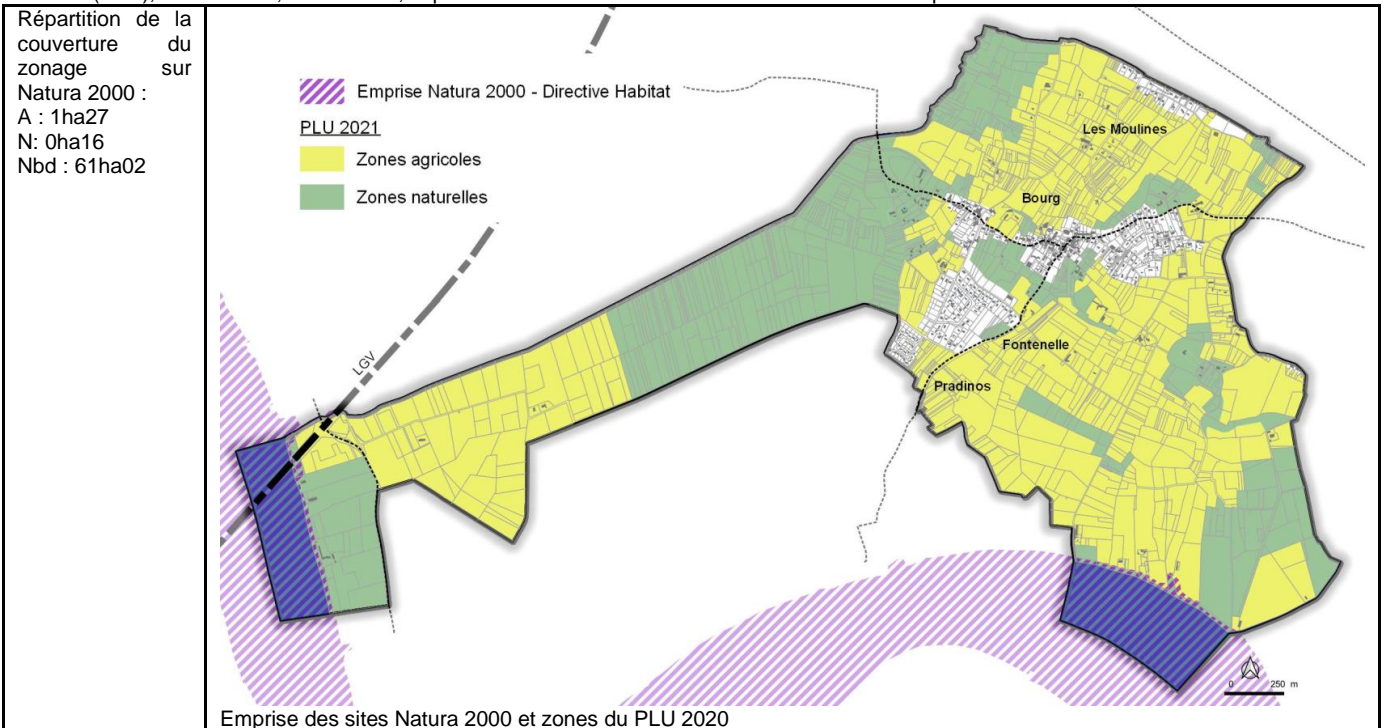 Répartition de la
couverture du
zonage sur
Natura 2000 :
A : 1ha27
N: 0ha16
Nbd : 61ha02
Emprise Natura 2000 - Directive Habitat
PLU 2021
Zones agricoles
Zones naturelles
Les Moulines
Bourg
Fontenelle
Pradinos
LGV
0 250 m
Emprise des sites Natura 2000 et zones du PLU 2020